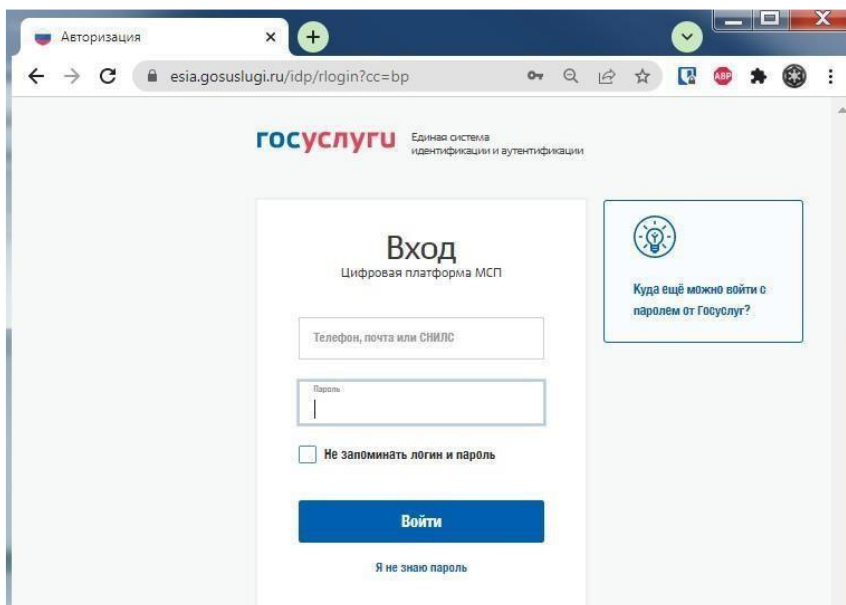 Авторизация
esia.gosuslugi.ru/idp/rlogin?cc=bp
ABP
госуслуги
Единая система
идентификации и аутентификации
Вход
Цифровая платформа МСП
Куда ещё можно войти с
паролем от Госуслуг?
Телефон, почта или СНИЛС
Пароль
Не запоминать логин и пароль
Войти
Я не знаю пароль